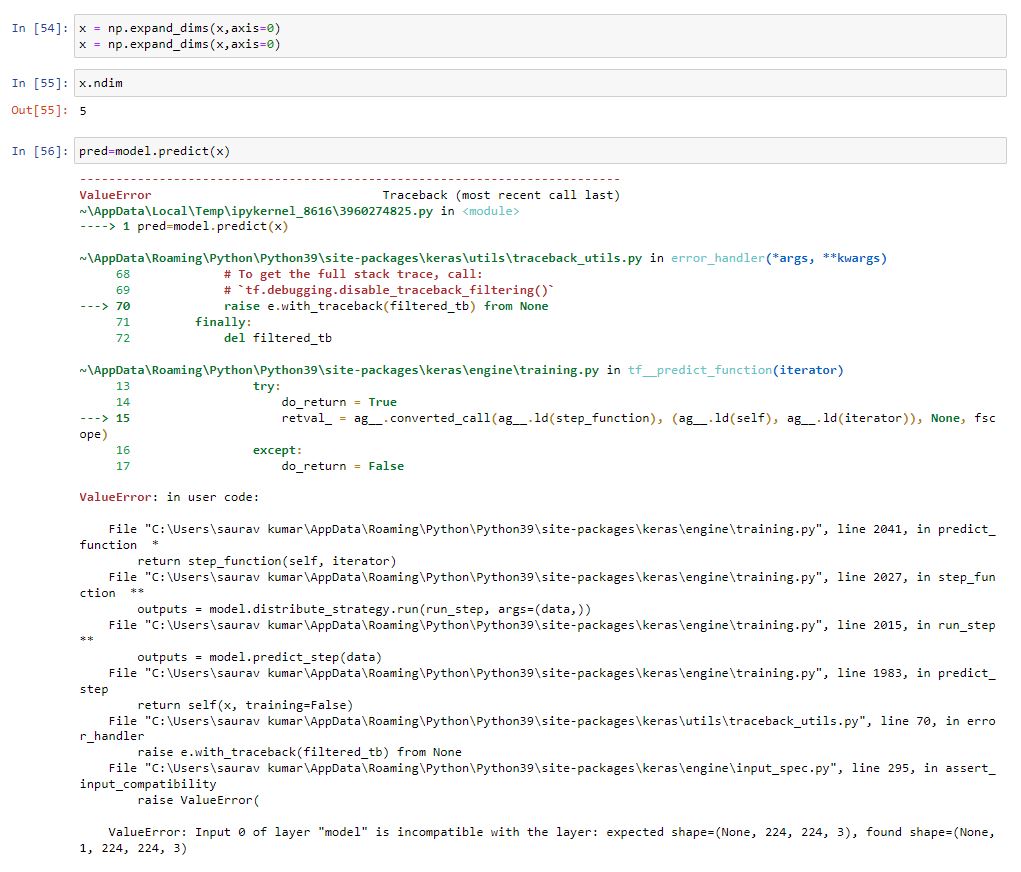 In [54]: x = np.expand_dims(x,axis=0)
x = np.expand_dims(x,axis=0)
In [55]: x.ndim
Out[55]: 5
In [56]: pred=model.predict(x)
---------------------------------------------------------------------------
ValueError                                Traceback (most recent call last)
~\AppData\Local\Temp\ipykernel_8616\3960274825.py in <module>
----> 1 pred=model.predict(x)
~\AppData\Roaming\Python\Python39\site-packages\keras\utils\traceback_utils.py in error_handler(*args, **kwargs)
     68             # To get the full stack trace, call:
     69             # `tf.debugging.disable_traceback_filtering()`
---> 70             raise e.with_traceback(filtered_tb) from None
     71         finally:
     72             del filtered_tb
~\AppData\Roaming\Python\Python39\site-packages\keras\engine\training.py in tf__predict_function(iterator)
     13                 try:
     14                     do_return = True
---> 15                     retval_ = ag__.converted_call(ag__.ld(step_function), (ag__.ld(self), ag__.ld(iterator)), None, fsc
ope)
     16                 except:
     17                     do_return = False
ValueError: in user code:
    File "C:\Users\saurav kumar\AppData\Roaming\Python\Python39\site-packages\keras\engine\training.py", line 2041, in predict_
function  *
        return step_function(self, iterator)
    File "C:\Users\saurav kumar\AppData\Roaming\Python\Python39\site-packages\keras\engine\training.py", line 2027, in step_fun
ction  **
        outputs = model.distribute_strategy.run(run_step, args=(data,))
    File "C:\Users\saurav kumar\AppData\Roaming\Python\Python39\site-packages\keras\engine\training.py", line 2015, in run_step
**
        outputs = model.predict_step(data)
    File "C:\Users\saurav kumar\AppData\Roaming\Python\Python39\site-packages\keras\engine\training.py", line 1983, in predict_
step
        return self(x, training=False)
    File "C:\Users\saurav kumar\AppData\Roaming\Python\Python39\site-packages\keras\utils\traceback_utils.py", line 70, in erro
r_handler
        raise e.with_traceback(filtered_tb) from None
    File "C:\Users\saurav kumar\AppData\Roaming\Python\Python39\site-packages\keras\engine\input_spec.py", line 295, in assert_
input_compatibility
        raise ValueError(
    ValueError: Input 0 of layer "model" is incompatible with the layer: expected shape=(None, 224, 224, 3), found shape=(None,
1, 224, 224, 3)